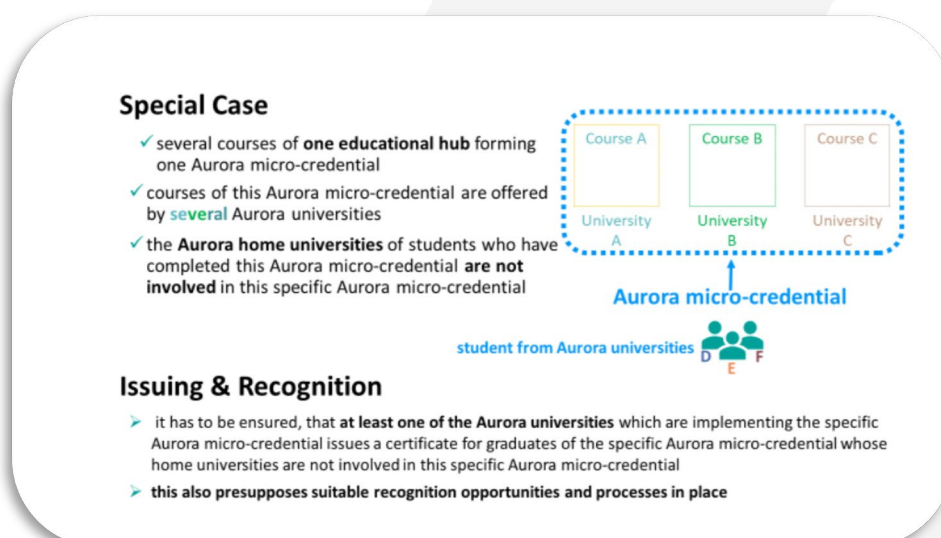 Special Case
✓ several courses of one educational hub forming
one Aurora micro-credential
✓ courses of this Aurora micro-credential are offered
by several Aurora universities
✓ the Aurora home universities of students who have
completed this Aurora micro-credential are not
involved in this specific Aurora micro-credential
Course A
Course B
Course C
University
A
University
B
University
C
Aurora micro-credential
student from Aurora universities
D
E
F
Issuing & Recognition
➢ it has to be ensured, that at least one of the Aurora universities which are implementing the specific
Aurora micro-credential issues a certificate for graduates of the specific Aurora micro-credential whose
home universities are not involved in this specific Aurora micro-credential
➢ this also presupposes suitable recognition opportunities and processes in place